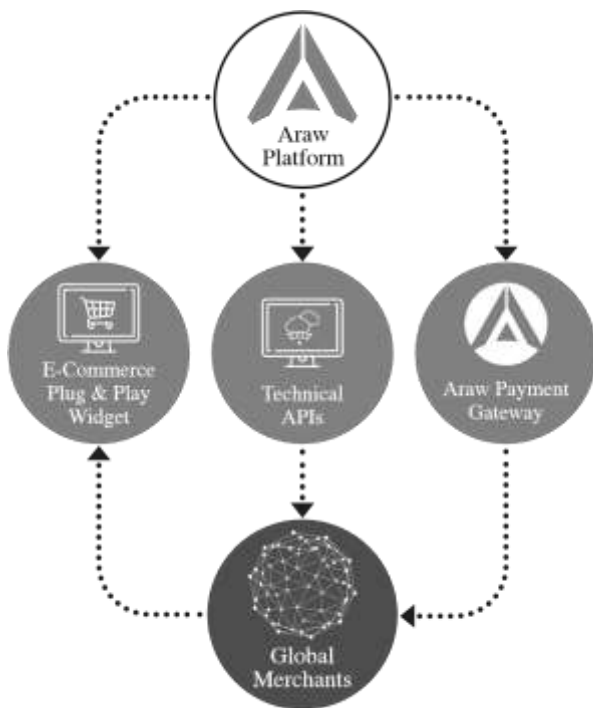 Araw
Platform
E-Commerce
Plug & Play
Widget
Technical
APIs
Araw Payment
Gateway
Global
Merchants